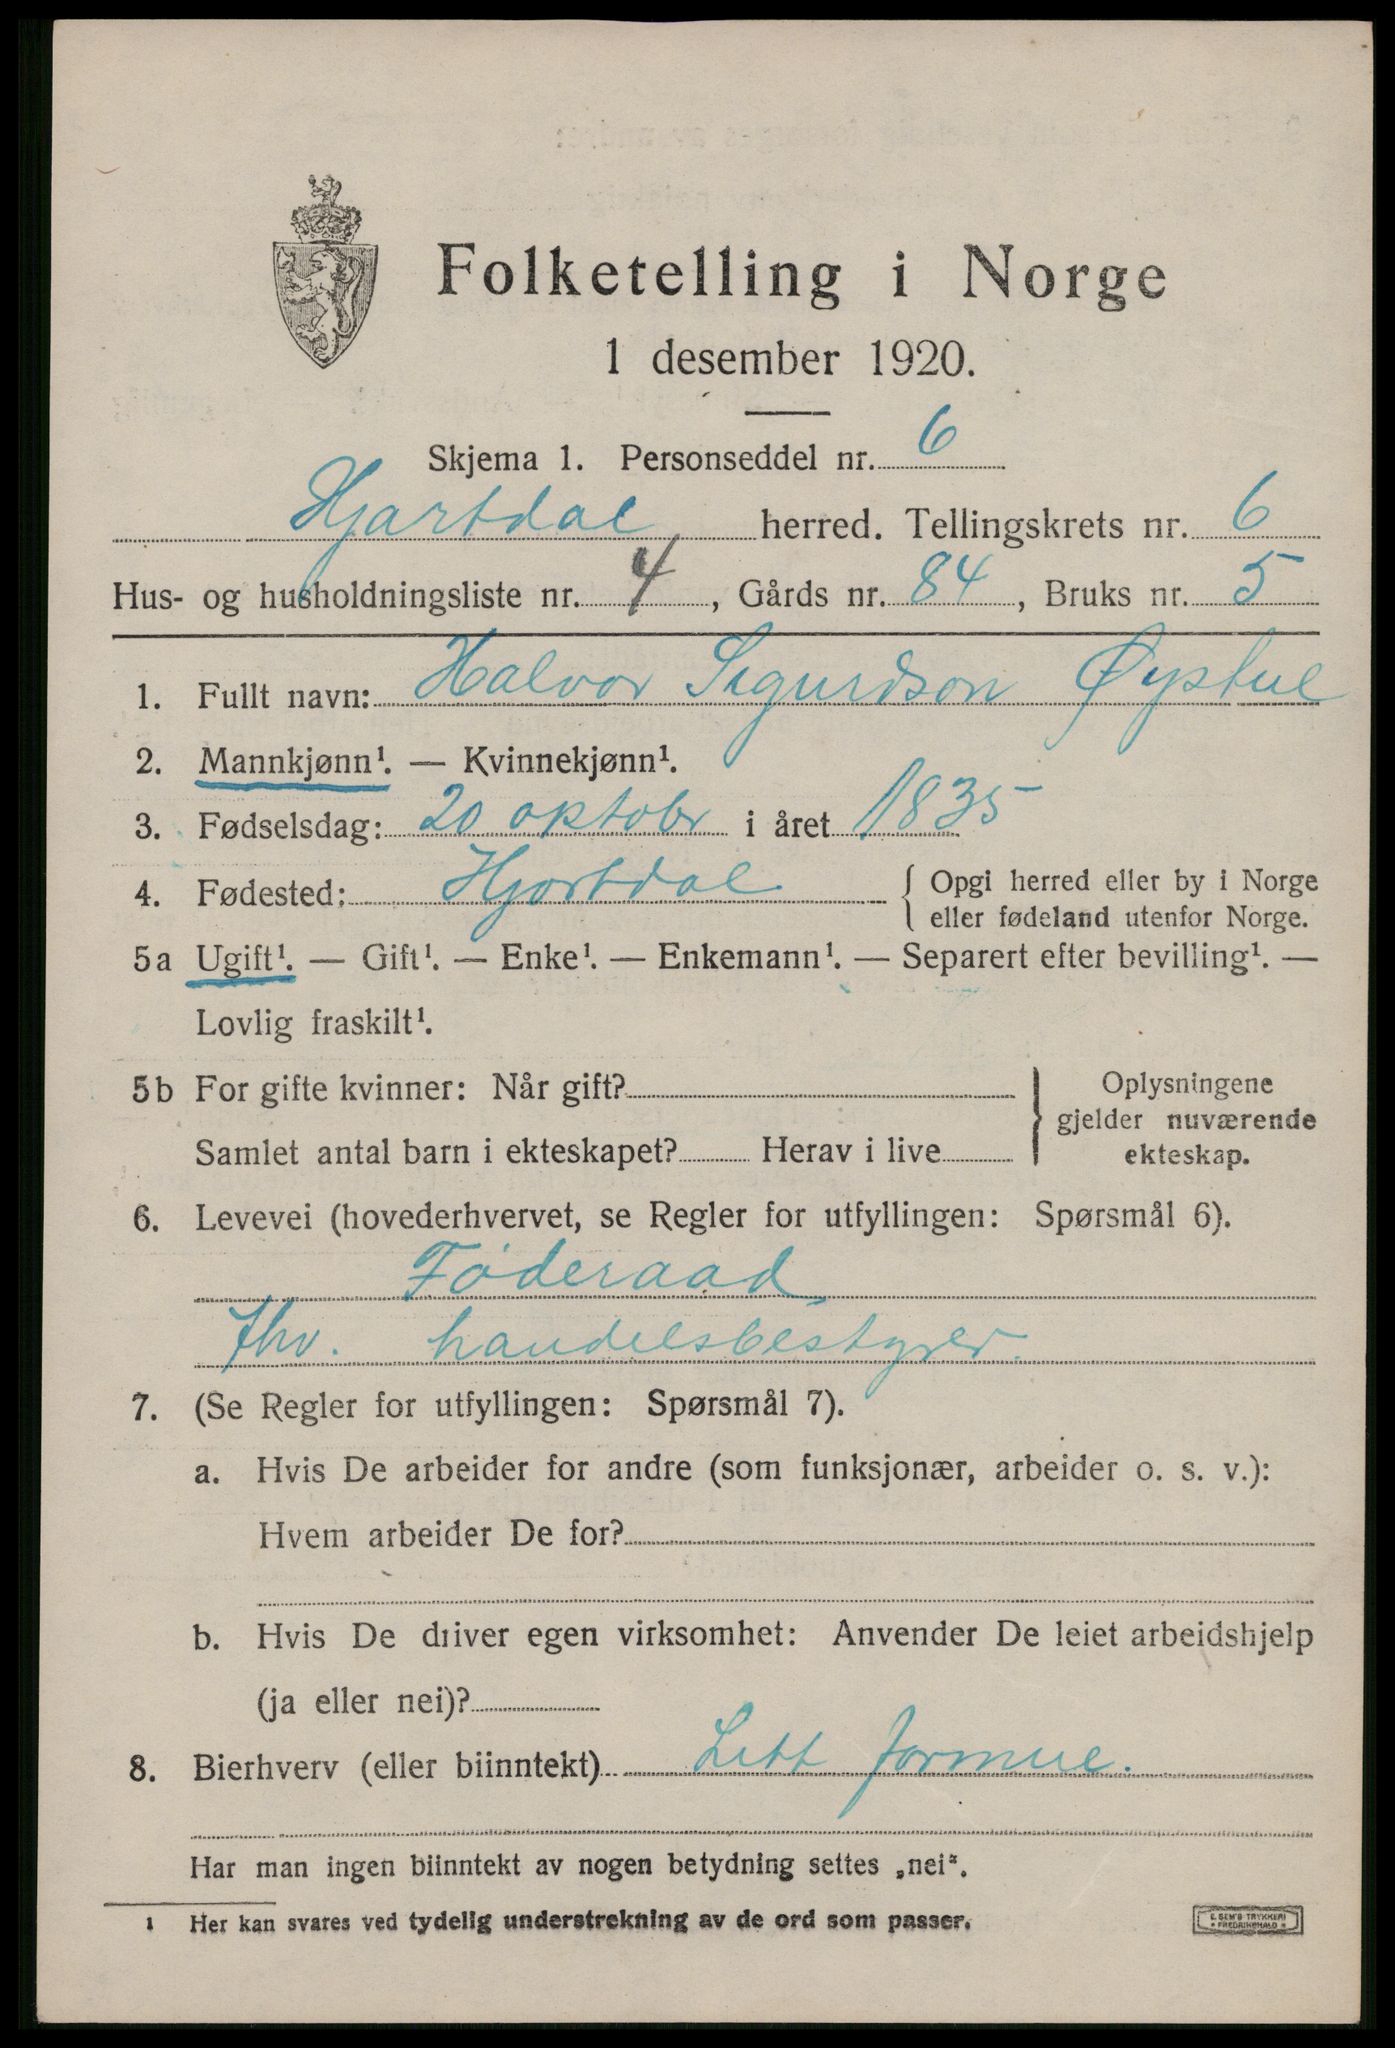 Folketelling i Norge
1 desember 1920.
Skjema 1. Personseddel nr. 6
Hjartdal herred. Tellingskrets nr. 6
Hus- og husholdningsliste nr. 4, Gårds nr. 84, Bruks nr. 5
1. Fullt navn: Halvor Sigurdson Øystul
2. Mannkjønn¹. — Kvinnekjønn¹.
3. Fødselsdag: 20 oktobr i året 1835
4. Fødested: Hjartdal { Opgi herred eller by i Norge
eller fødeland utenfor Norge.
5a Ugift¹. — Gift¹. — Enke¹. — Enkemann¹. — Separert efter bevilling¹. —
Lovlig fraskilt¹.
5b For gifte kvinner: Når gift?
Samlet antal barn i ekteskapet? Herav i live
} Oplysningene
gjelder nuværende
ekteskap.
6. Levevei (hovederhvervet, se Regler for utfyllingen: Spørsmål 6).
Föderaad
fhv. handelsbestyrer.
7. (Se Regler for utfyllingen: Spørsmål 7).
a. Hvis De arbeider for andre (som funksjonær, arbeider o. s. v.):
Hvem arbeider De for?
b. Hvis De driver egen virksomhet: Anvender De leiet arbeidshjelp
(ja eller nei)?
8. Bierhverv (eller biinntekt) Litt formue.
Har man ingen biinntekt av nogen betydning settes „nei“.
1 Her kan svares ved tydelig understrekning av de ord som passer.
E. SEM'S TRYKKERI
* FREDRIKSHALD *